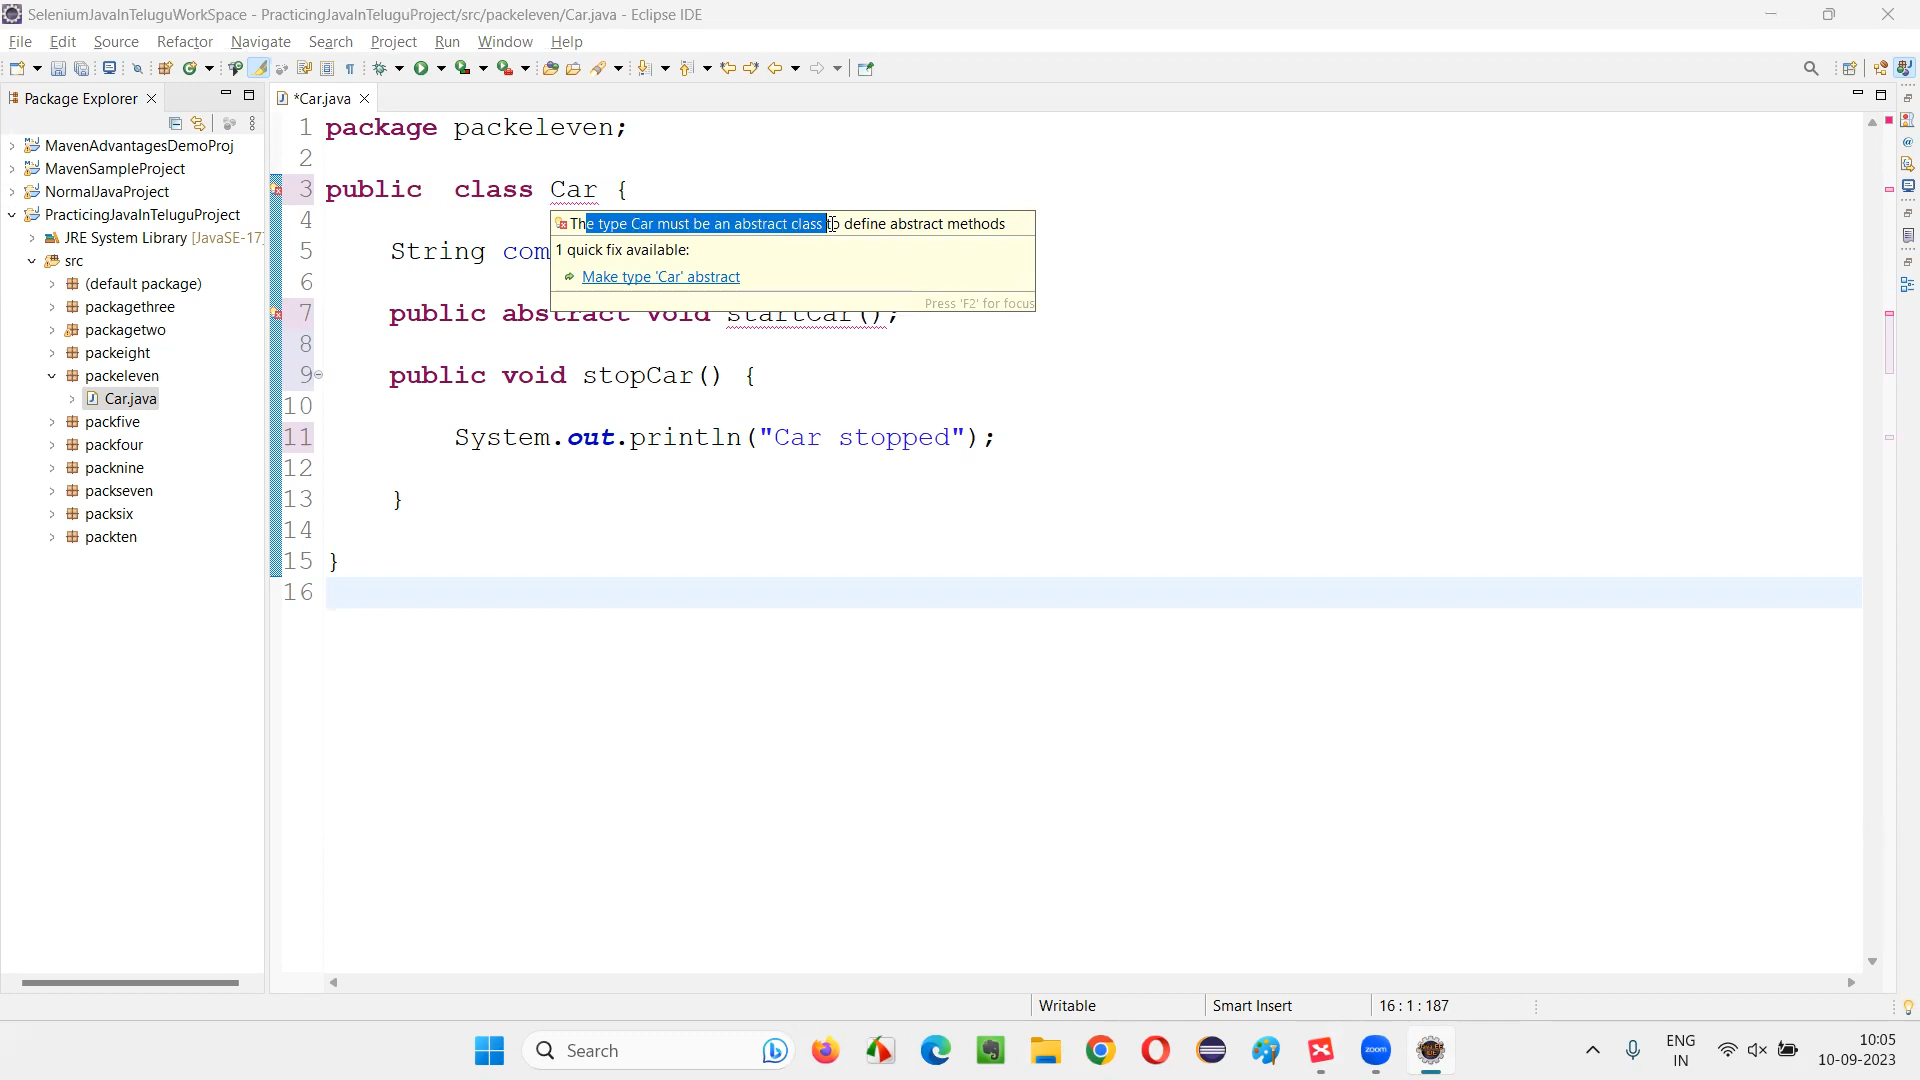 SeleniumJavaInTeluguWorkSpace - PracticingJavaInTeluguProject/src/packeleven/Car.java - Eclipse IDE
File Edit Source Refactor Navigate Search Project Run Window Help
Package Explorer
*Car.java
MavenAdvantagesDemoProj
MavenSampleProject
NormalJavaProject
PracticingJavaInTeluguProject
JRE System Library [JavaSE-17]
src
(default package)
packagethree
packagetwo
packeight
packeleven
Car.java
packfive
packfour
packnine
packseven
packsix
packten
1 package packeleven;
2
3 public  class Car {
4
The type Car must be an abstract class to define abstract methods
5 String com
1 quick fix available:
6
Make type 'Car' abstract
Press 'F2' for focus
7 public abstract void startCar();
8
9 public void stopCar() {
10
11 System.out.println("Car stopped");
12
13 }
14
15 }
16
Writable Smart Insert 16 : 1 : 187
Search
zoom
ENG
IN
10:05
10-09-2023